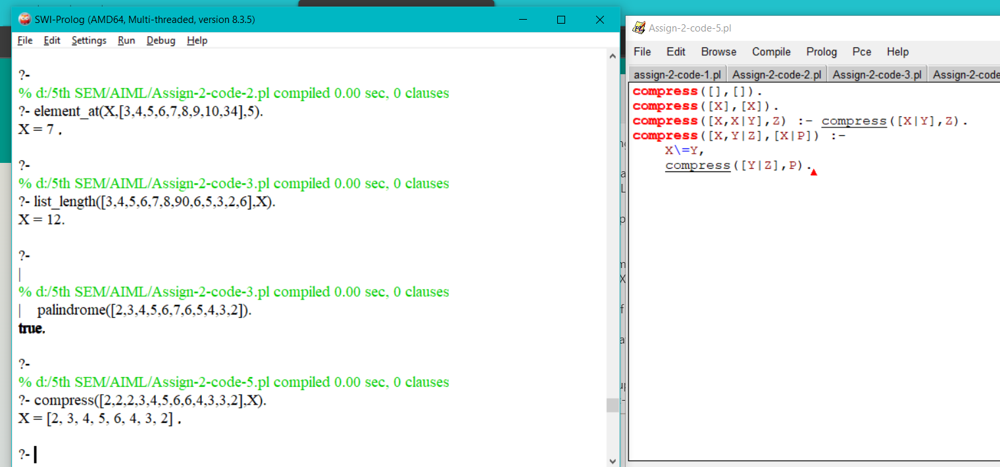 SWI-Prolog (AMD64, Multi-threaded, version 8.3.5)
File Edit Settings Run Debug Help
?-
% d:/5th SEM/AIML/Assign-2-code-2.pl compiled 0.00 sec, 0 clauses
?- element_at(X,[3,4,5,6,7,8,9,10,34],5).
X = 7 .
?-
% d:/5th SEM/AIML/Assign-2-code-3.pl compiled 0.00 sec, 0 clauses
?- list_length([3,4,5,6,7,8,90,6,5,3,2,6],X).
X = 12.
?-
|
% d:/5th SEM/AIML/Assign-2-code-3.pl compiled 0.00 sec, 0 clauses
| palindrome([2,3,4,5,6,7,6,5,4,3,2]).
true.
?-
% d:/5th SEM/AIML/Assign-2-code-5.pl compiled 0.00 sec, 0 clauses
?- compress([2,2,2,3,4,5,6,6,4,3,3,2],X).
X = [2, 3, 4, 5, 6, 4, 3, 2] .
?-
Assign-2-code-5.pl
File Edit Browse Compile Prolog Pce Help
assign-2-code-1.pl Assign-2-code-2.pl Assign-2-code-3.pl Assign-2-code
compress([],[]).
compress([X],[X]).
compress([X,X|Y],Z) :- compress([X|Y],Z).
compress([X,Y|Z],[X|P]) :-
X\=Y,
compress([Y|Z],P).